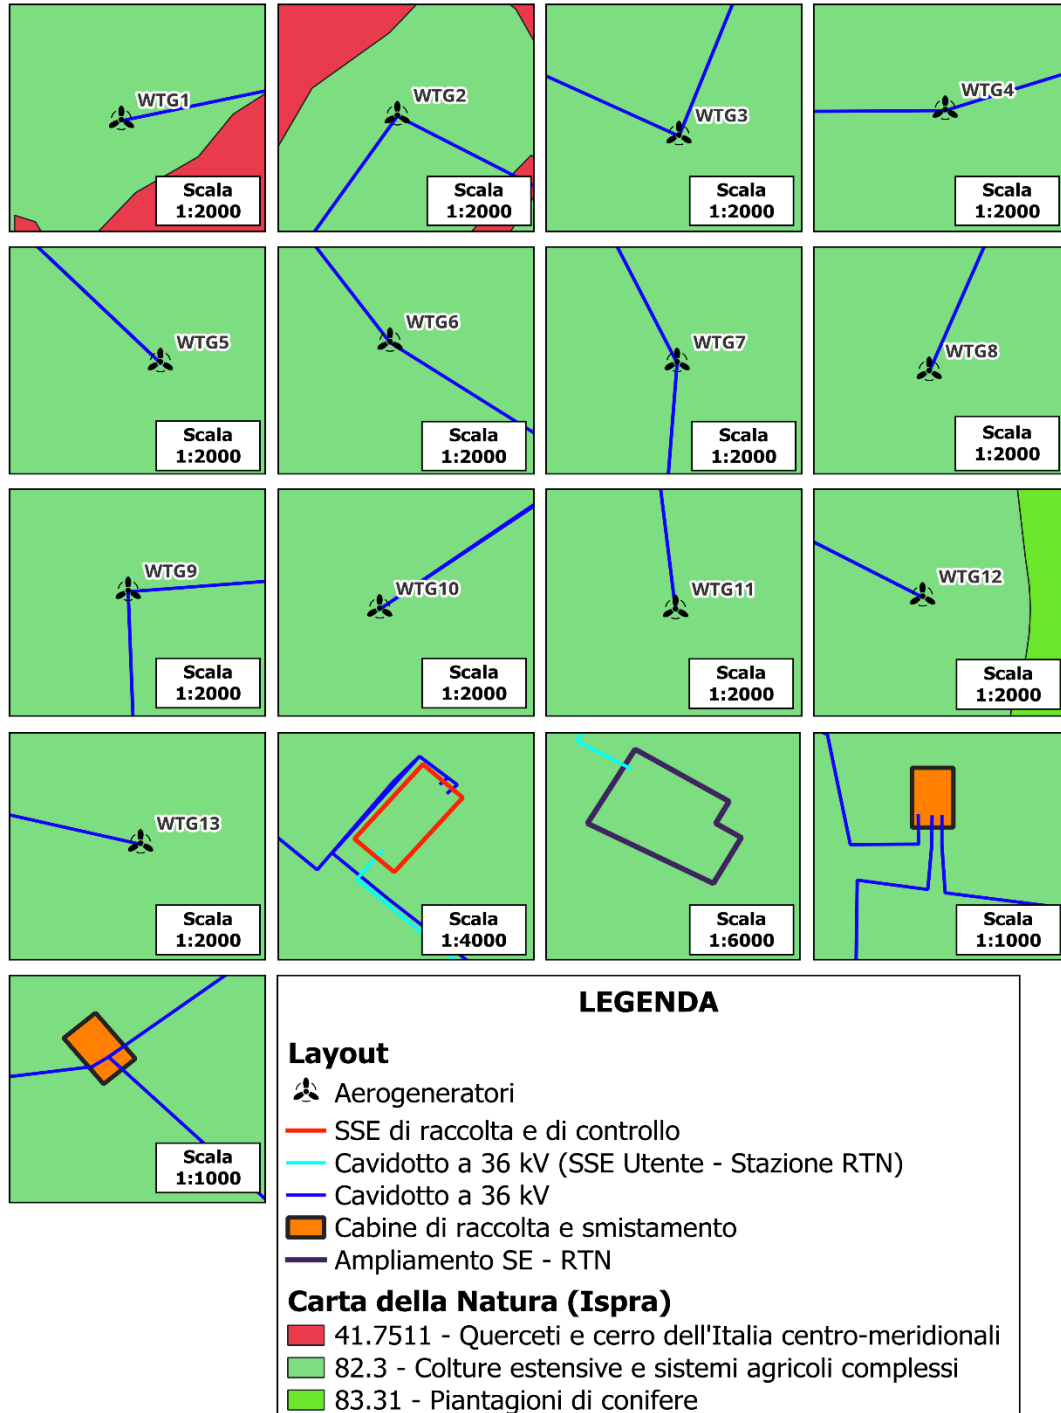 WTG1
Scala
1:2000
WTG2
Scala
1:2000
WTG3
Scala
1:2000
WTG4
Scala
1:2000
WTG5
Scala
1:2000
WTG6
Scala
1:2000
WTG7
Scala
1:2000
WTG8
Scala
1:2000
WTG9
Scala
1:2000
WTG10
Scala
1:2000
WTG11
Scala
1:2000
WTG12
Scala
1:2000
WTG13
Scala
1:2000
Scala
1:4000
Scala
1:6000
Scala
1:1000
Scala
1:1000
LEGENDA
Layout
Aerogeneratori
SSE di raccolta e di controllo
Cavidotto a 36 kV (SSE Utente - Stazione RTN)
Cavidotto a 36 kV
Cabine di raccolta e smistamento
Ampliamento SE - RTN
Carta della Natura (Ispra)
41.7511 - Querceti e cerro dell'Italia centro-meridionali
82.3 - Colture estensive e sistemi agricoli complessi
83.31 - Piantagioni di conifere